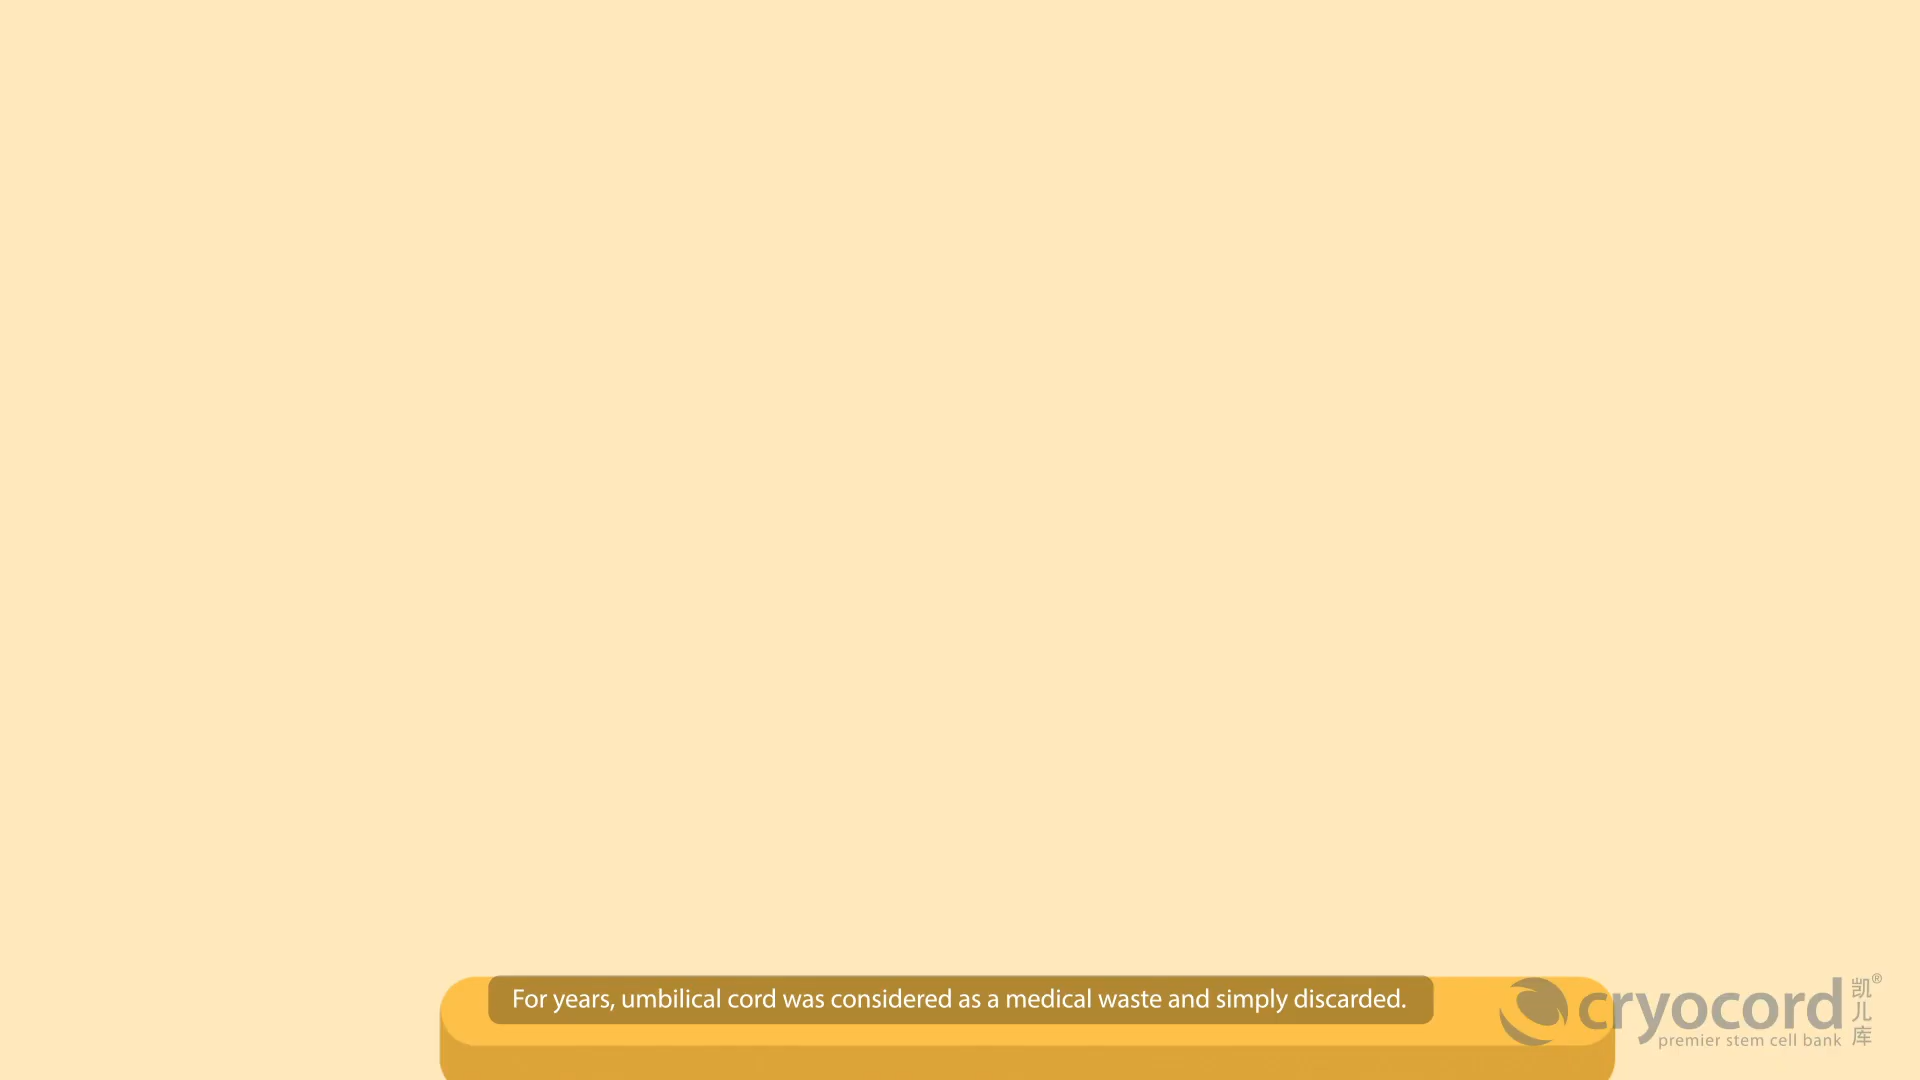 For years, umbilical cord was considered as a medical waste and simply discarded.
cryocord®
premier stem cell bank
凯儿库